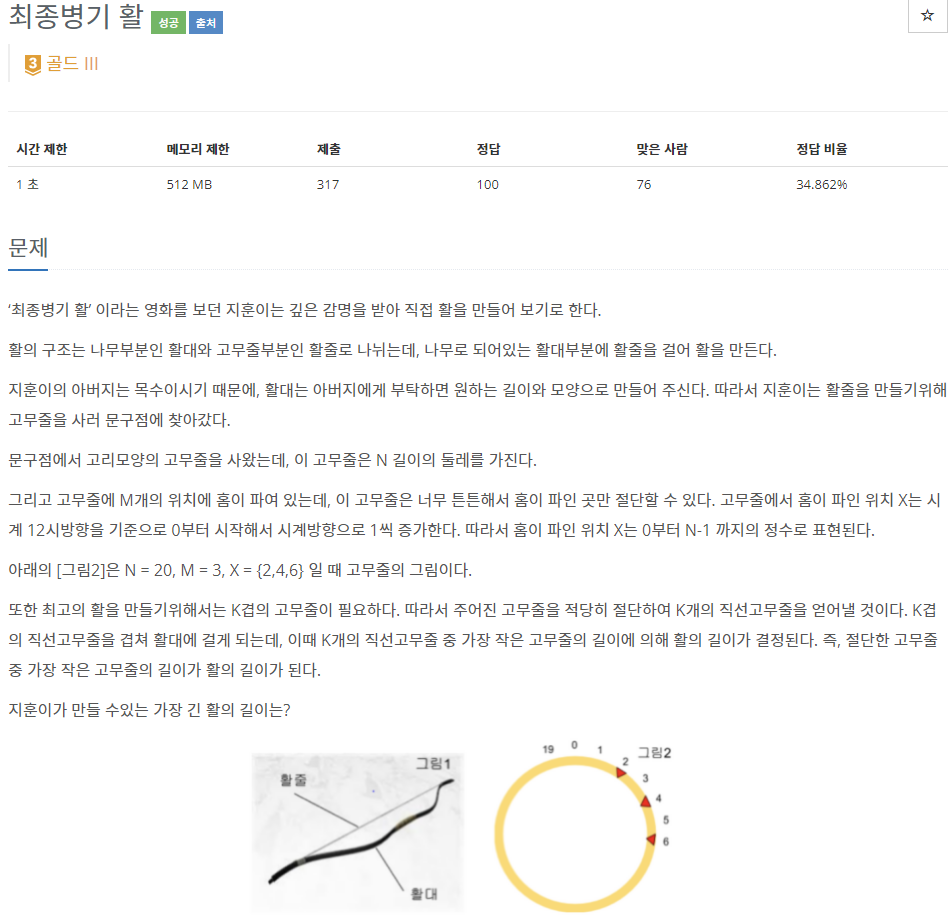 최종병기 활 성공 출처
☆
3 골드 III
시간 제한 메모리 제한 제출 정답 맞은 사람 정답 비율
1 초 512 MB 317 100 76 34.862%
문제
‘최종병기 활’ 이라는 영화를 보던 지훈이는 깊은 감명을 받아 직접 활을 만들어 보기로 한다.
활의 구조는 나무부분인 활대와 고무줄부분인 활줄로 나뉘는데, 나무로 되어있는 활대부분에 활줄을 걸어 활을 만든다.
지훈이의 아버지는 목수이시기 때문에, 활대는 아버지에게 부탁하면 원하는 길이와 모양으로 만들어 주신다. 따라서 지훈이는 활줄을 만들기위해
고무줄을 사러 문구점에 찾아갔다.
문구점에서 고리모양의 고무줄을 사왔는데, 이 고무줄은 N 길이의 둘레를 가진다.
그리고 고무줄에 M개의 위치에 홈이 파여 있는데, 이 고무줄은 너무 튼튼해서 홈이 파인 곳만 절단할 수 있다. 고무줄에서 홈이 파인 위치 X는 시
계 12시방향을 기준으로 0부터 시작해서 시계방향으로 1씩 증가한다. 따라서 홈이 파인 위치 X는 0부터 N-1 까지의 정수로 표현된다.
아래의 [그림2]은 N = 20, M = 3, X = {2,4,6} 일 때 고무줄의 그림이다.
또한 최고의 활을 만들기위해서는 K겹의 고무줄이 필요하다. 따라서 주어진 고무줄을 적당히 절단하여 K개의 직선고무줄을 얻어낼 것이다. K겹
의 직선고무줄을 겹쳐 활대에 걸게 되는데, 이때 K개의 직선고무줄 중 가장 작은 고무줄의 길이에 의해 활의 길이가 결정된다. 즉, 절단한 고무줄
중 가장 작은 고무줄의 길이가 활의 길이가 된다.
지훈이가 만들 수있는 가장 긴 활의 길이는?
그림1
활줄
활대
19 0 1 그림2
2
3
4
5
6